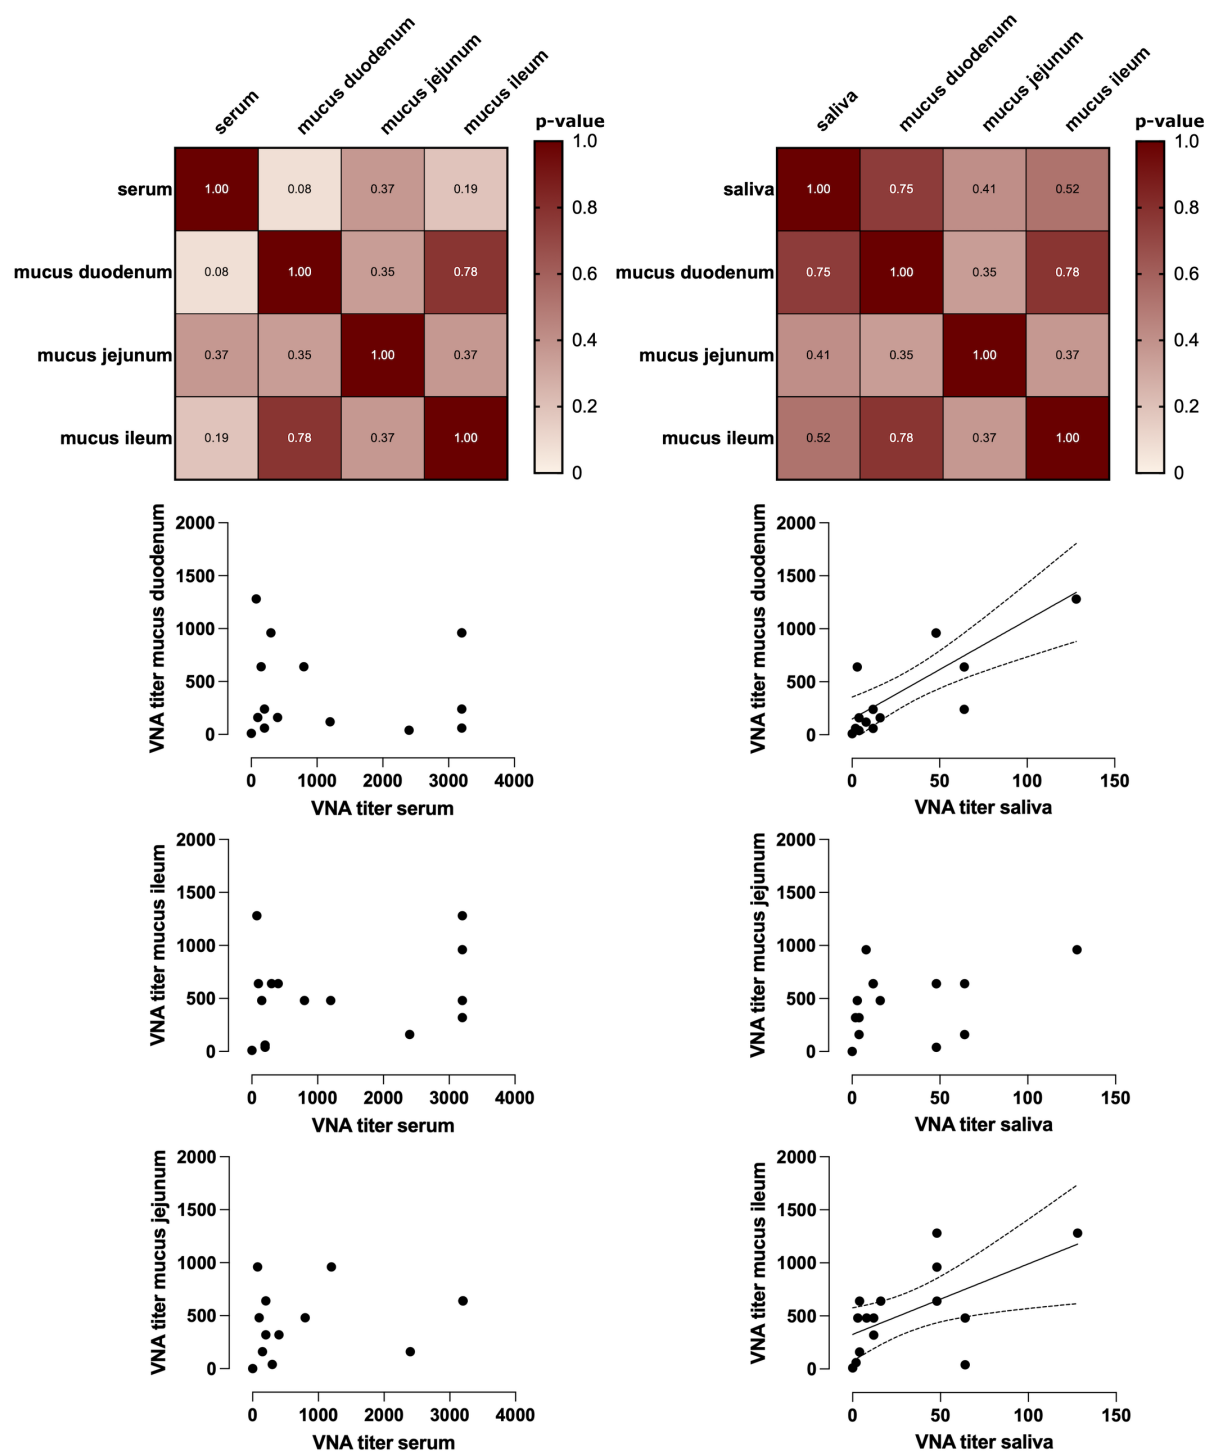 serum
mucus duodenum
mucus jejunum
mucus ileum
p-value
serum 1.00 0.08 0.37 0.19
mucus duodenum 0.08 1.00 0.35 0.78
mucus jejunum 0.37 0.35 1.00 0.37
mucus ileum 0.19 0.78 0.37 1.00
1.0
0.8
0.6
0.4
0.2
0
saliva
mucus duodenum
mucus jejunum
mucus ileum
p-value
saliva 1.00 0.75 0.41 0.52
mucus duodenum 0.75 1.00 0.35 0.78
mucus jejunum 0.41 0.35 1.00 0.37
mucus ileum 0.52 0.78 0.37 1.00
1.0
0.8
0.6
0.4
0.2
0
VNA titer mucus duodenum
2000
1500
1000
500
0
0 1000 2000 3000 4000
VNA titer serum
VNA titer mucus duodenum
2000
1500
1000
500
0
0 50 100 150
VNA titer saliva
VNA titer mucus ileum
2000
1500
1000
500
0
0 1000 2000 3000 4000
VNA titer serum
VNA titer mucus jejunum
2000
1500
1000
500
0
0 50 100 150
VNA titer saliva
VNA titer mucus jejunum
2000
1500
1000
500
0
0 1000 2000 3000 4000
VNA titer serum
VNA titer mucus ileum
2000
1500
1000
500
0
0 50 100 150
VNA titer saliva